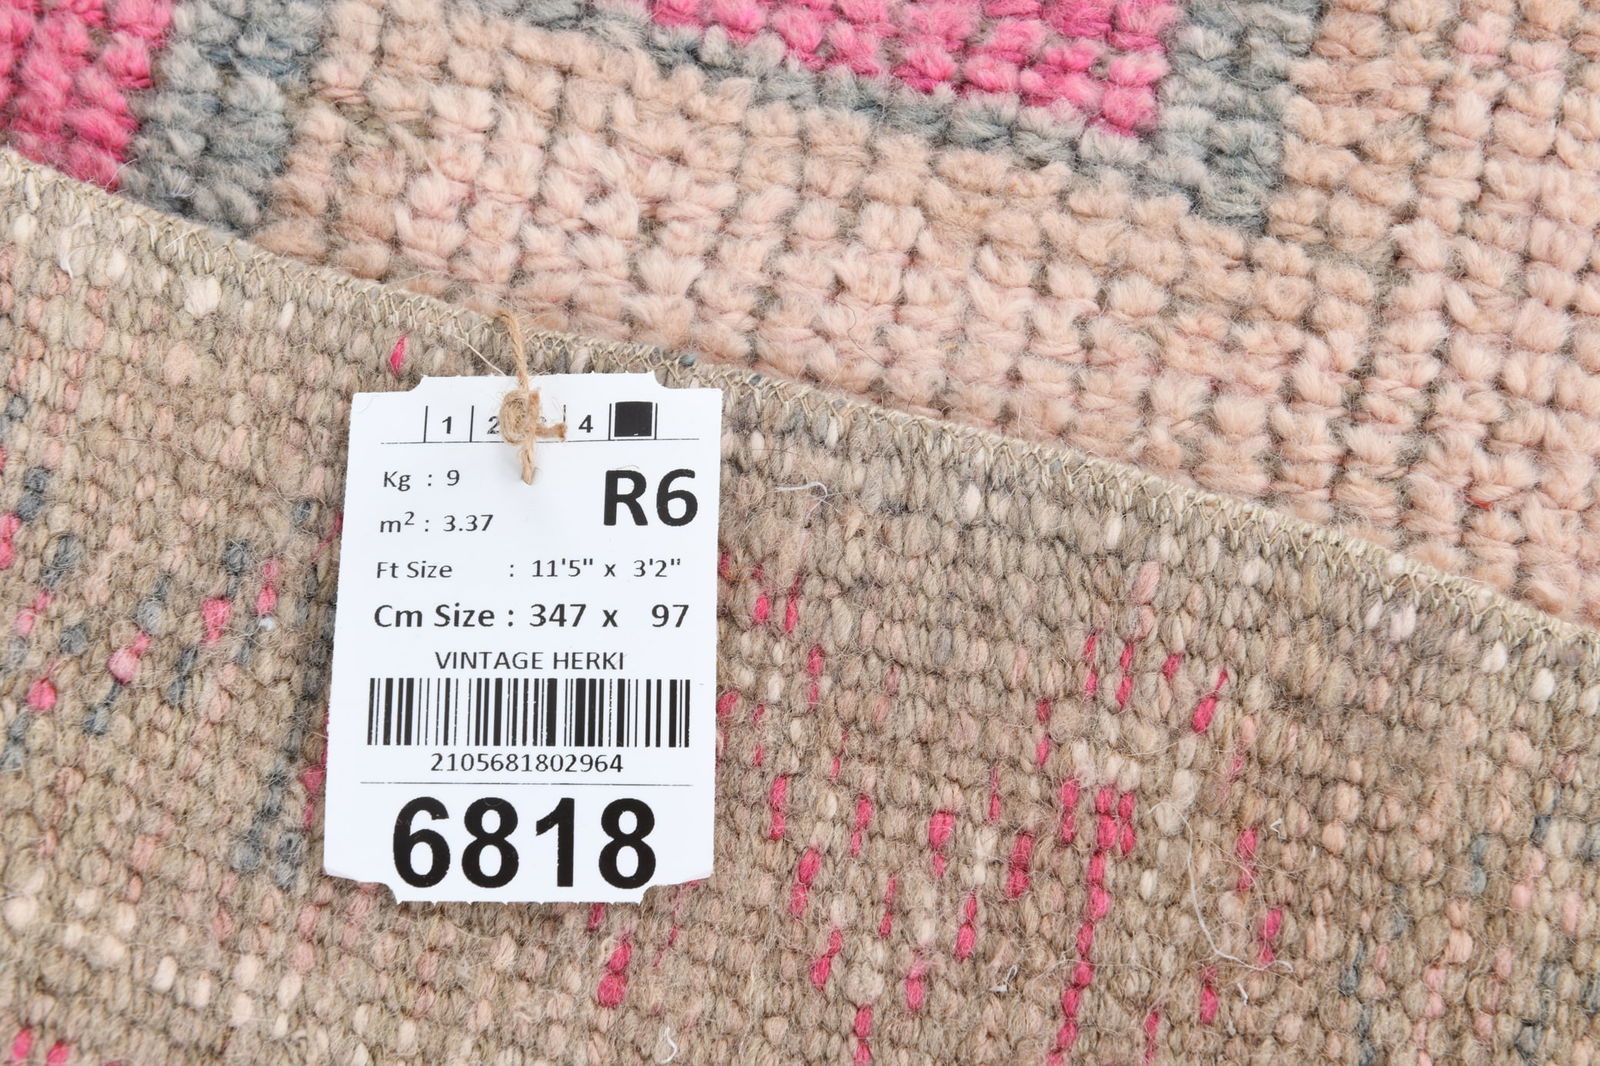 1 2 4
Kg : 9
R6
m2 : 3.37
Ft Size : 11'5" x 3'2"
Cm Size : 347 x 97
VINTAGE HERKI
2105681802964
6818